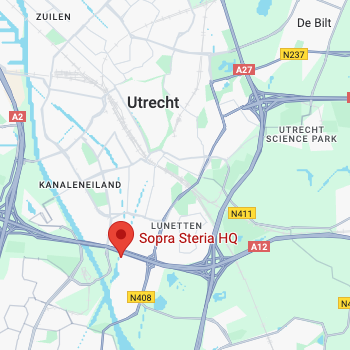 ZUILEN
De Bilt
N237
A27
Utrecht
A2
UTRECHT
SCIENCE PARK
KANALENEILAND
N411
LUNETTEN
Sopra Steria HQ
A12
N408